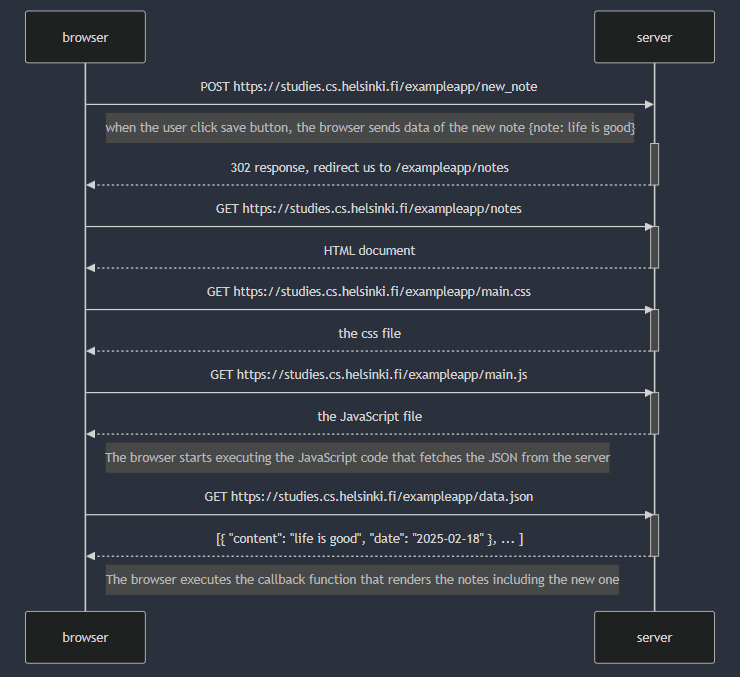 browser
server
POST https://studies.cs.helsinki.fi/exampleapp/new_note
when the user click save button, the browser sends data of the new note {note: life is good}
302 response, redirect us to /exampleapp/notes
GET https://studies.cs.helsinki.fi/exampleapp/notes
HTML document
GET https://studies.cs.helsinki.fi/exampleapp/main.css
the css file
GET https://studies.cs.helsinki.fi/exampleapp/main.js
the JavaScript file
The browser starts executing the JavaScript code that fetches the JSON from the server
GET https://studies.cs.helsinki.fi/exampleapp/data.json
[{ "content": "life is good", "date": "2025-02-18" }, ... ]
The browser executes the callback function that renders the notes including the new one
browser
server